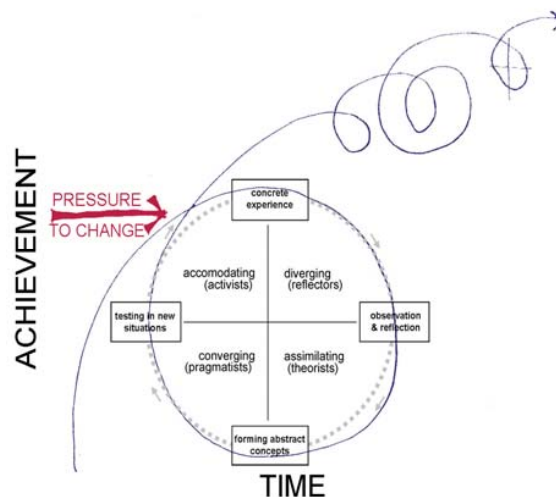 ACHIEVEMENT
PRESSURE
TO CHANGE
concrete
experience
accomodating
(activists)
diverging
(reflectors)
testing in new
situations
observation
& reflection
converging
(pragmatists)
assimilating
(theorists)
forming abstract
concepts
TIME